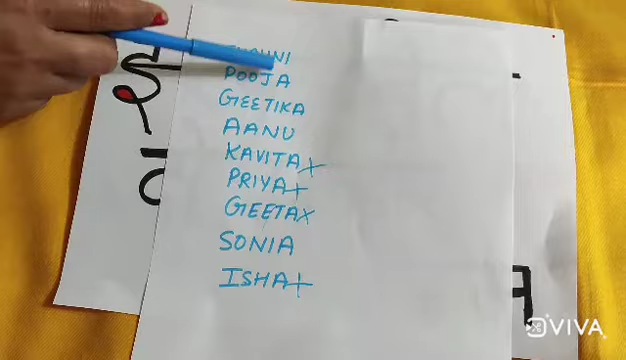 POOJA
GEETIKA
AANU
KAVITA X
PRIYA X
GEETA X
SONIA
ISHA X
VIVA